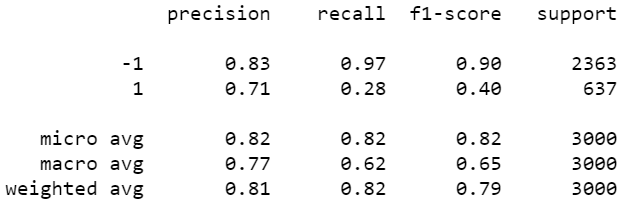 precision recall f1-score support
-1 0.83 0.97 0.90 2363
1 0.71 0.28 0.40 637
micro avg 0.82 0.82 0.82 3000
macro avg 0.77 0.62 0.65 3000
weighted avg 0.81 0.82 0.79 3000